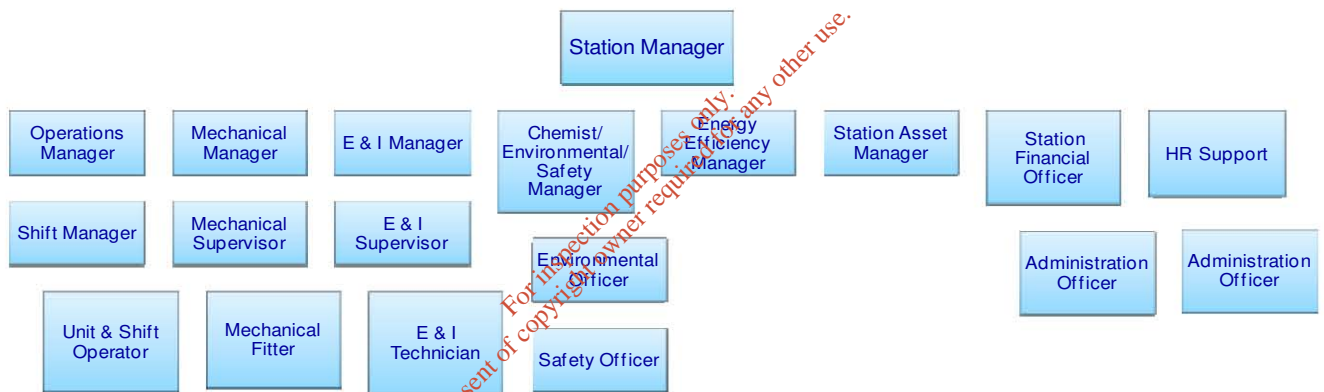 Station Manager
Operations
Manager
Mechanical
Manager
E & I Manager
Chemist/
Environmental/
Safety
Manager
Energy
Efficiency
Manager
Station Asset
Manager
Station
Financial
Officer
HR Support
Shift Manager
Mechanical
Supervisor
E & I
Supervisor
Environmental
Officer
Administration
Officer
Administration
Officer
Unit & Shift
Operator
Mechanical
Fitter
E & I
Technician
Safety Officer
For inspection purposes only.
sent of copyright owner required for any other use.